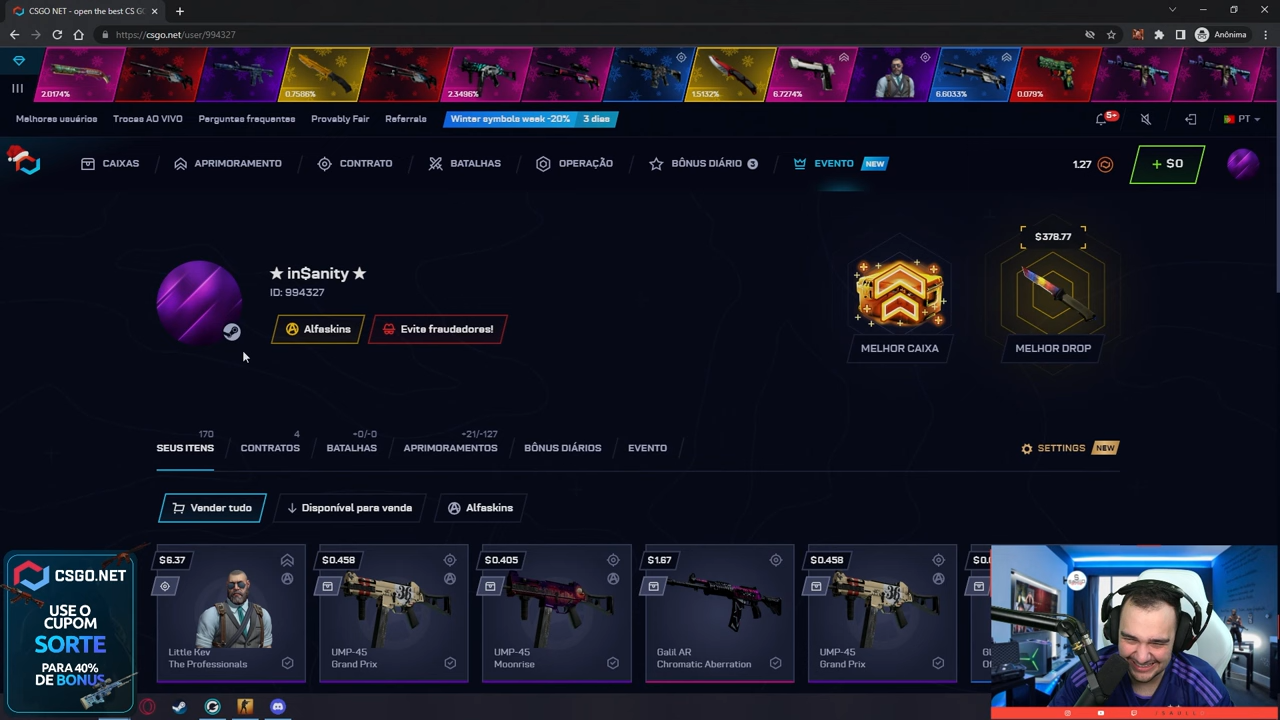 CSGO NET - open the best CS GO
https://csgo.net/user/994327
Anônima
2.0174%
0.7586%
2.3496%
1.5132%
6.7274%
6.6033%
0.079%
Melhores usuários
Trocas AO VIVO
Perguntas frequentes
Provably Fair
Referrals
Winter symbols week -20%
3 dias
5+
PT
CAIXAS
APRIMORAMENTO
CONTRATO
BATALHAS
OPERAÇÃO
BÔNUS DIÁRIO 3
EVENTO NEW
1.27
+ $0
★ in$anity ★
ID: 994327
Alfaskins
Evite fraudadores!
MELHOR CAIXA
$378.77
MELHOR DROP
170
SEUS ITENS
4
CONTRATOS
+0/-0
BATALHAS
+21/-127
APRIMORAMENTOS
BÔNUS DIÁRIOS
EVENTO
SETTINGS NEW
Vender tudo
Disponível para venda
Alfaskins
$6.37
Little Kev
The Professionals
$0.458
UMP-45
Grand Prix
$0.405
UMP-45
Moonrise
$1.67
Galil AR
Chromatic Aberration
$0.458
UMP-45
Grand Prix
CSGO.NET
USE O
CUPOM
SORTE
PARA 40%
DE BONUS